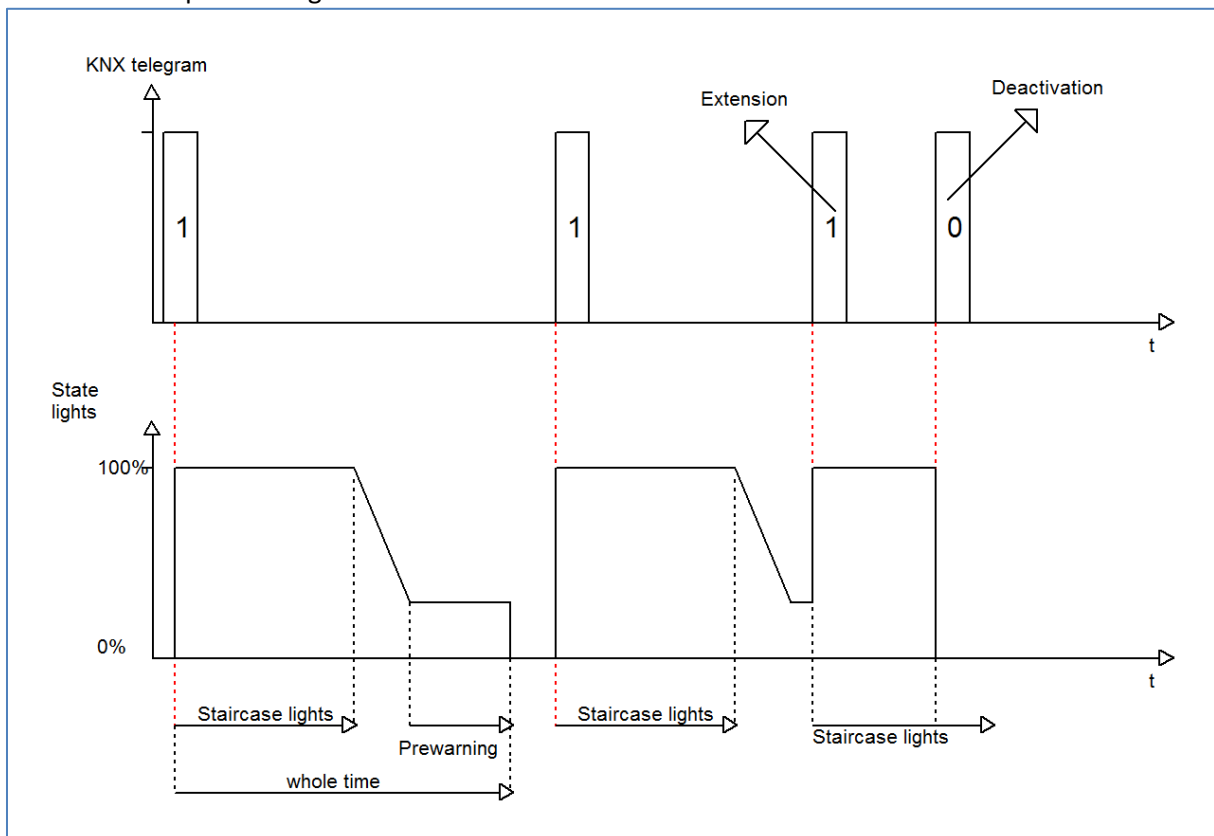 KNX telegram
Extension
Deactivation
1
1
1
0
t
State
lights
100%
0%
t
Staircase lights
Staircase lights
Staircase lights
Prewarning
whole time